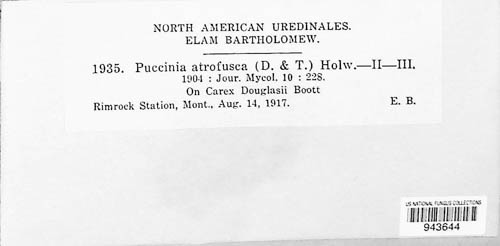 NORTH AMERICAN UREDINALES.
ELAM BARTHOLOMEW.
1935. Puccinia atrofusca (D. & T.) Holw.—II—III.
1904 : Jour. Mycol. 10 : 228.
On Carex Douglasii Boott
Rimrock Station, Mont., Aug. 14, 1917. E. B.
US NATIONAL FUNGUS COLLECTIONS
943644